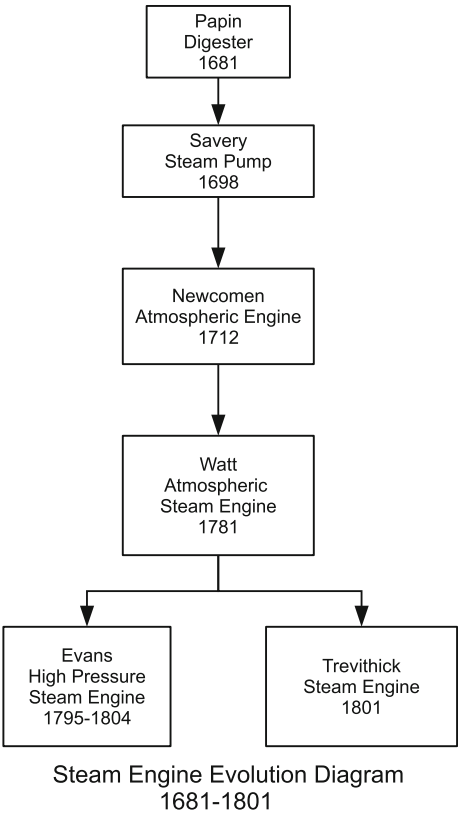 Papin
Digester
1681
Savery
Steam Pump
1698
Newcomen
Atmospheric Engine
1712
Watt
Atmospheric
Steam Engine
1781
Evans
High Pressure
Steam Engine
1795-1804
Trevithick
Steam Engine
1801
Steam Engine Evolution Diagram
1681-1801